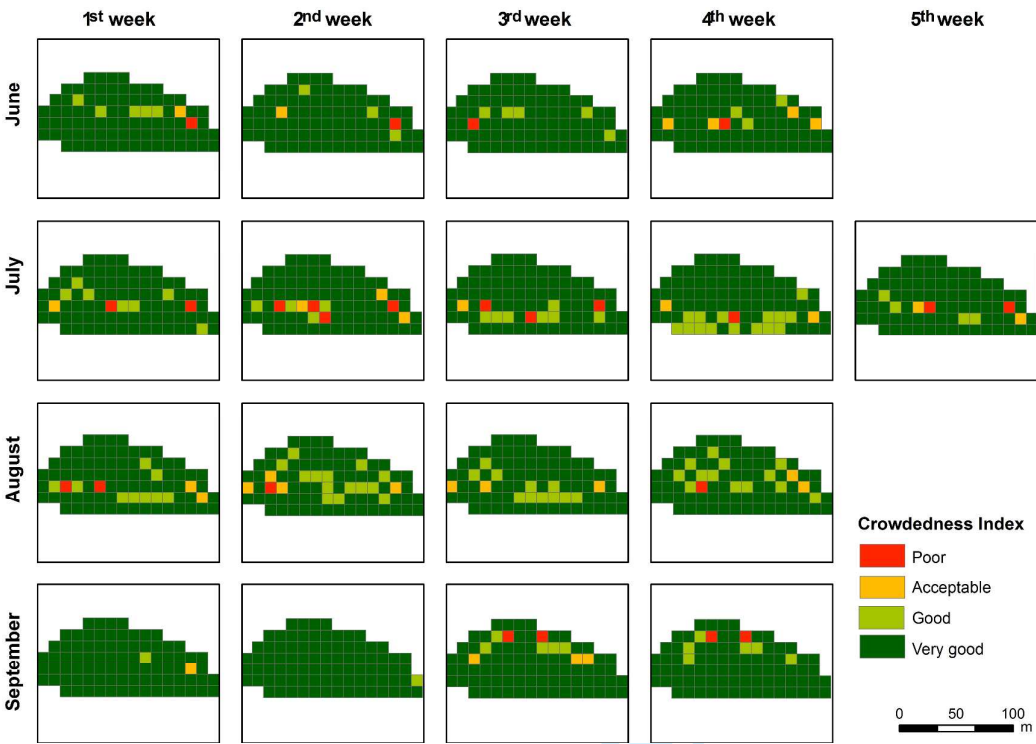 1st week 2nd week 3rd week 4th week 5th week
June
July
August
September
Crowdedness Index
Poor
Acceptable
Good
Very good
0 50 100
m